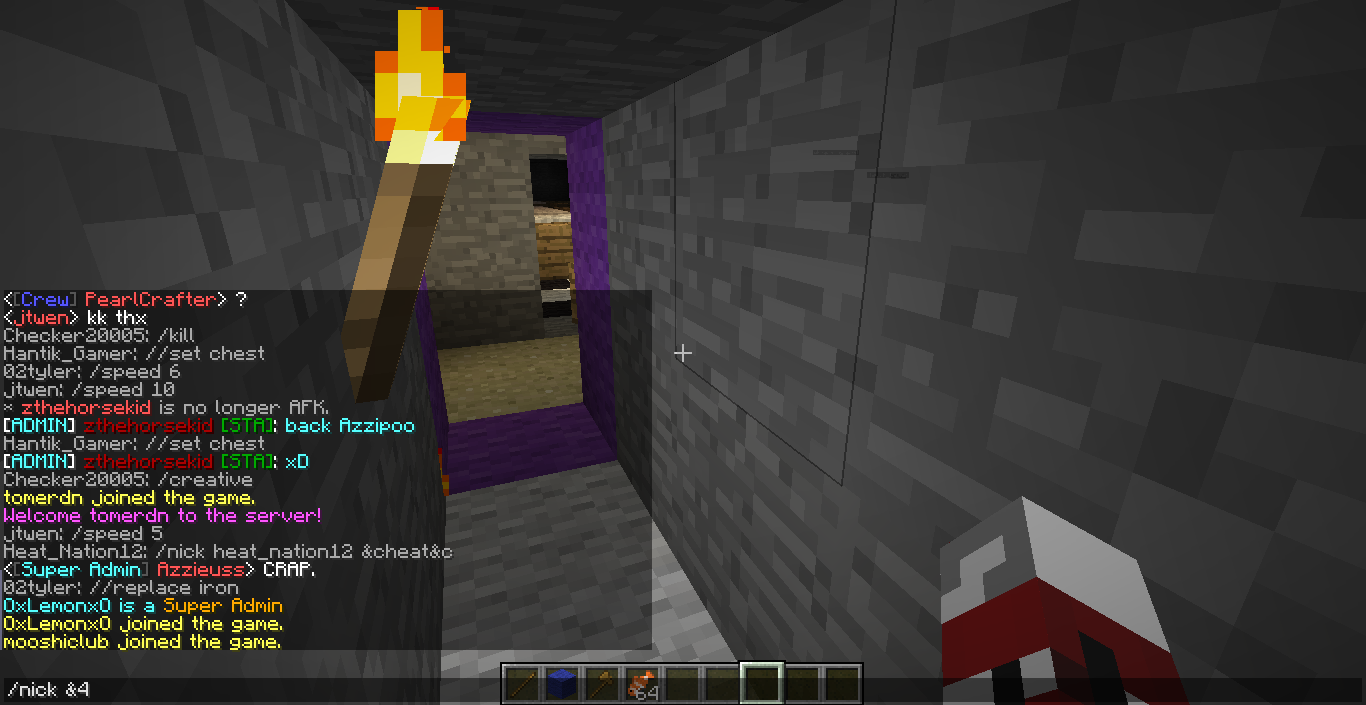 <[Crew] PearlCrafter> ?
<jtwen> kk thx
Checker20005: /kill
Hantik_Gamer: //set chest
02tyler: /speed 6
jtwen: /speed 10
* zthehorsekid is no longer AFK.
[ADMIN] zthehorsekid [STA]: back Azzipoo
Hantik_Gamer: //set chest
[ADMIN] zthehorsekid [STA]: xD
Checker20005: /creative
tomerdn joined the game.
Welcome tomerdn to the server!
jtwen: /speed 5
Heat_Nation12: /nick heat_nation12 &cheat&c
<[Super Admin] Azzieuss> CRAP.
02tyler: //replace iron
OxLemonxO is a Super Admin
OxLemonxO joined the game.
mooshiclub joined the game.
/nick &4
64